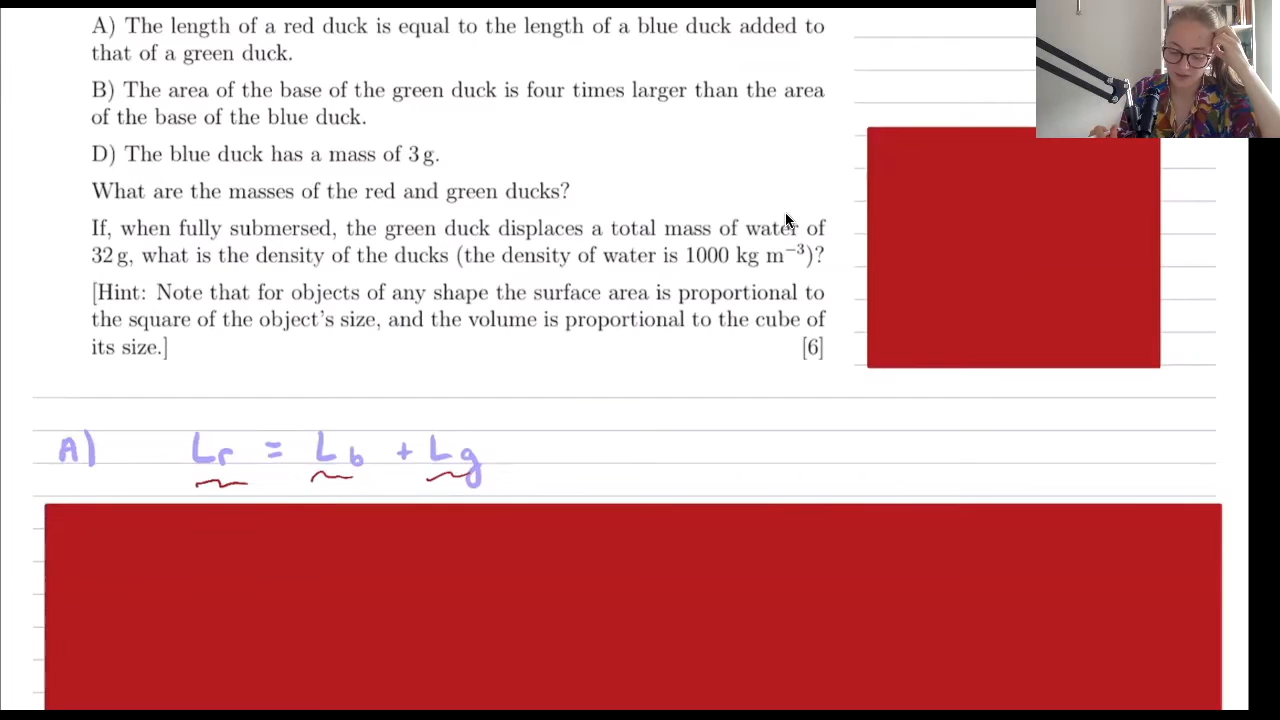 A) The length of a red duck is equal to the length of a blue duck added to
that of a green duck.
B) The area of the base of the green duck is four times larger than the area
of the base of the blue duck.
D) The blue duck has a mass of 3 g.
What are the masses of the red and green ducks?
If, when fully submersed, the green duck displaces a total mass of water of
32 g, what is the density of the ducks (the density of water is 1000 kg m⁻³)?
[Hint: Note that for objects of any shape the surface area is proportional to
the square of the object's size, and the volume is proportional to the cube of
its size.] [6]
A) Lr = Lb + Lg